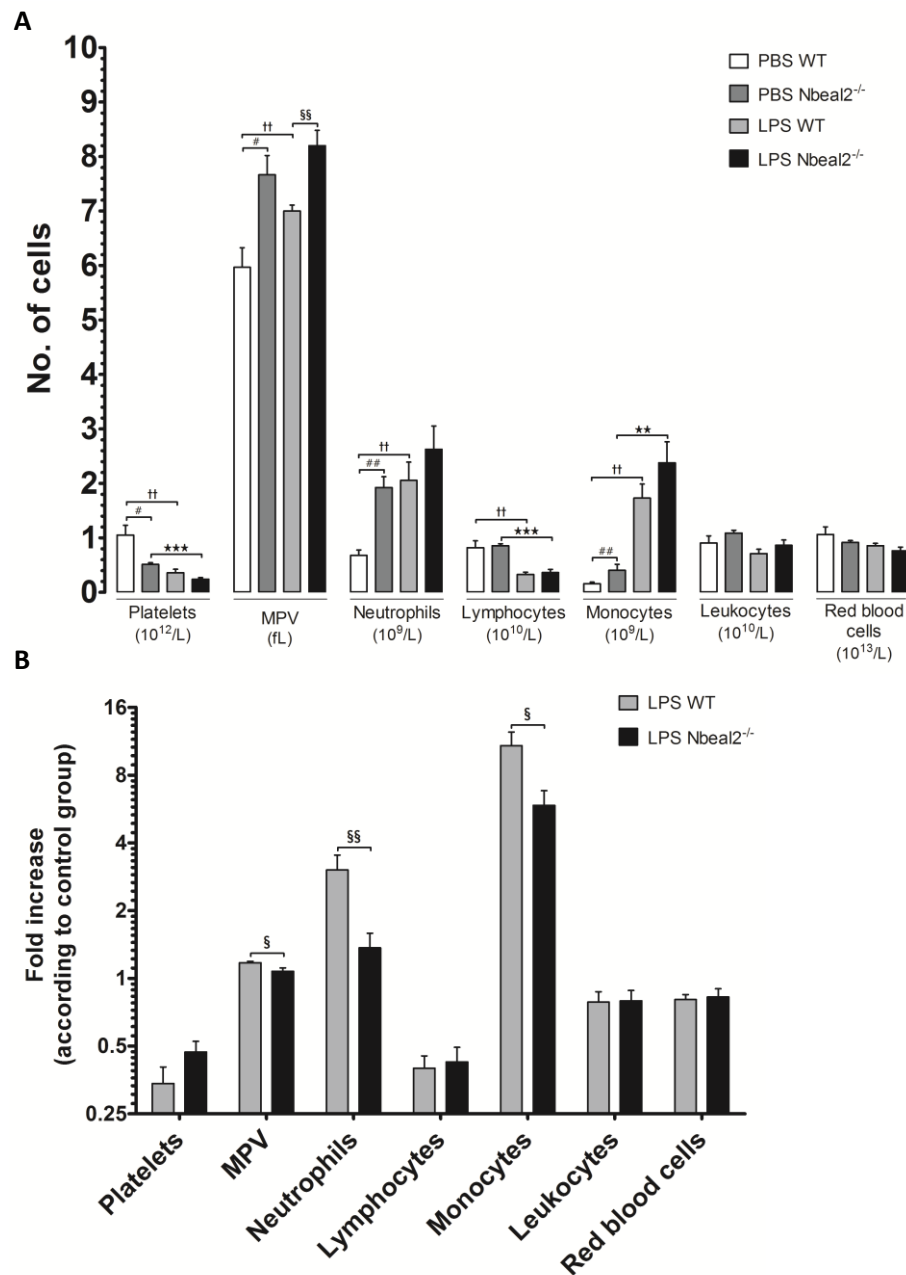 A
No. of cells
10
9
8
7
6
5
4
3
2
1
0
PBS WT
PBS Nbeal2-/-
LPS WT
LPS Nbeal2-/-
†† # ★★★
†† # §§
†† ##
†† ★★★
★★ †† ##
Platelets
(10¹²/L)
MPV
(fL)
Neutrophils
(10⁹/L)
Lymphocytes
(10¹⁰/L)
Monocytes
(10⁹/L)
Leukocytes
(10¹⁰/L)
Red blood
cells
(10¹³/L)
B
Fold increase
(according to control group)
16
8
4
2
1
0.5
0.25
LPS WT
LPS Nbeal2-/-
§
§§
§
Platelets
MPV
Neutrophils
Lymphocytes
Monocytes
Leukocytes
Red blood cells